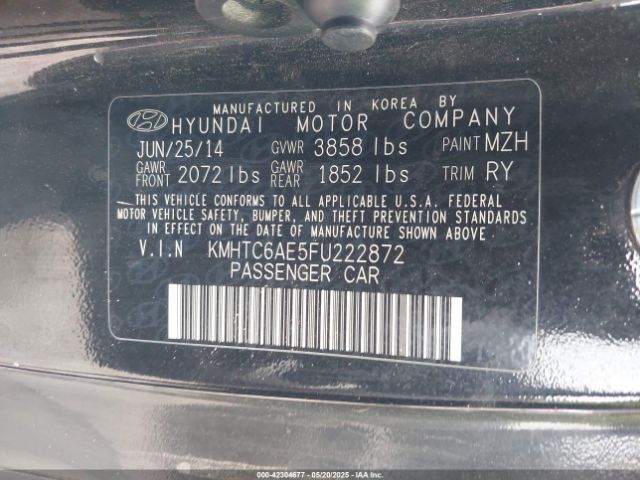 MANUFACTURED IN KOREA BY
HYUNDAI MOTOR COMPANY
JUN/25/14 GVWR 3858 lbs PAINT MZH
GAWR FRONT 2072 lbs GAWR REAR 1852 lbs TRIM RY
THIS VEHICLE CONFORMS TO ALL APPLICABLE U.S.A. FEDERAL
MOTOR VEHICLE SAFETY, BUMPER, AND THEFT PREVENTION STANDARDS
IN EFFECT ON THE DATE OF MANUFACTURE SHOWN ABOVE.
V.I.N KMHTC6AE5FU222872
PASSENGER CAR
000-42304677 - 05/20/2025 - IAAI.COM